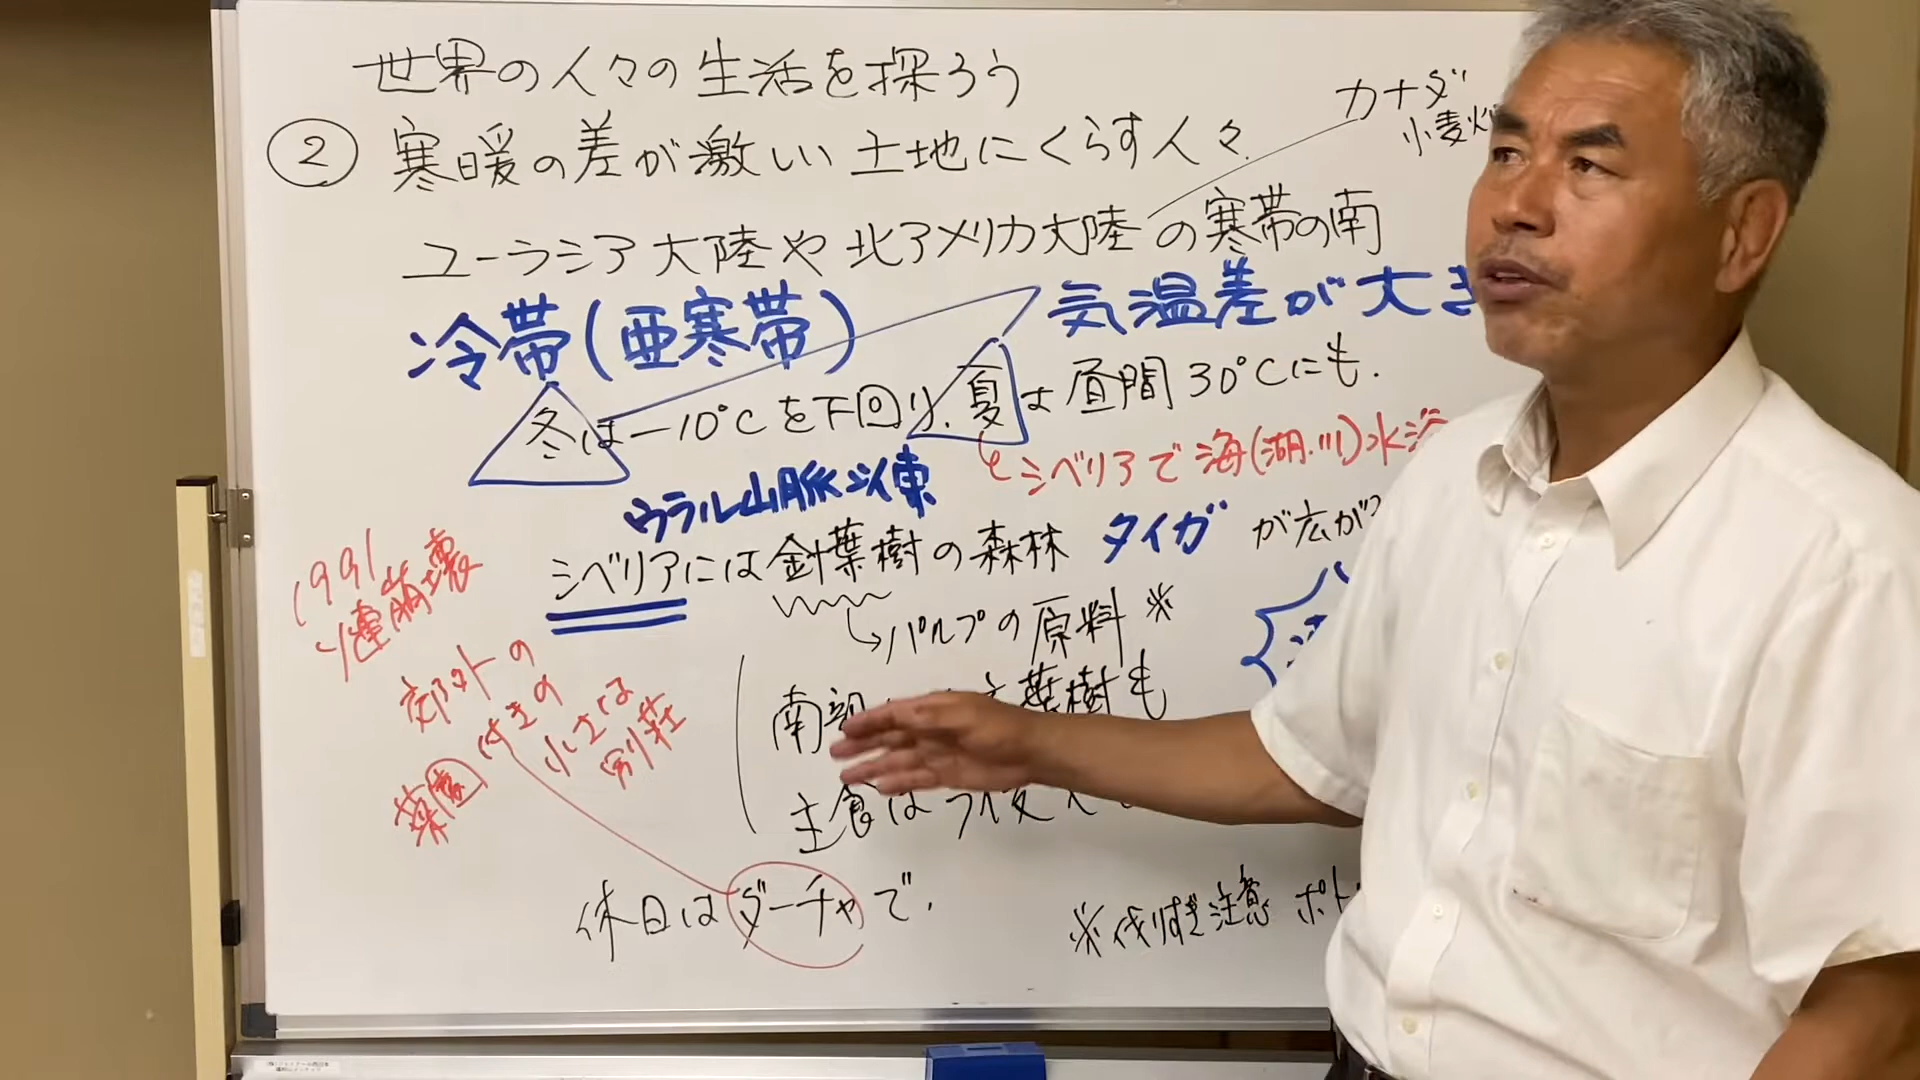 世界の人々の生活を探ろう
② 寒暖の差が激しい土地にくらす人々
カナダ
小麦
ユーラシア大陸や北アメリカ大陸の寒帯の南
冷帯(亜寒帯)
気温差が大き
冬は-10℃を下回り、夏は昼間30℃にも.
シベリアで海(湖.川)水浴
ウラル山脈以東
シベリアには針葉樹の森林 タイガ が広が
パルプの原料※
南部 葉樹も
主食は
1991
ソ連崩壊
郊外の
菜園付きの
小さな
別荘
休日はダーチャで.
※伐りすぎ注意